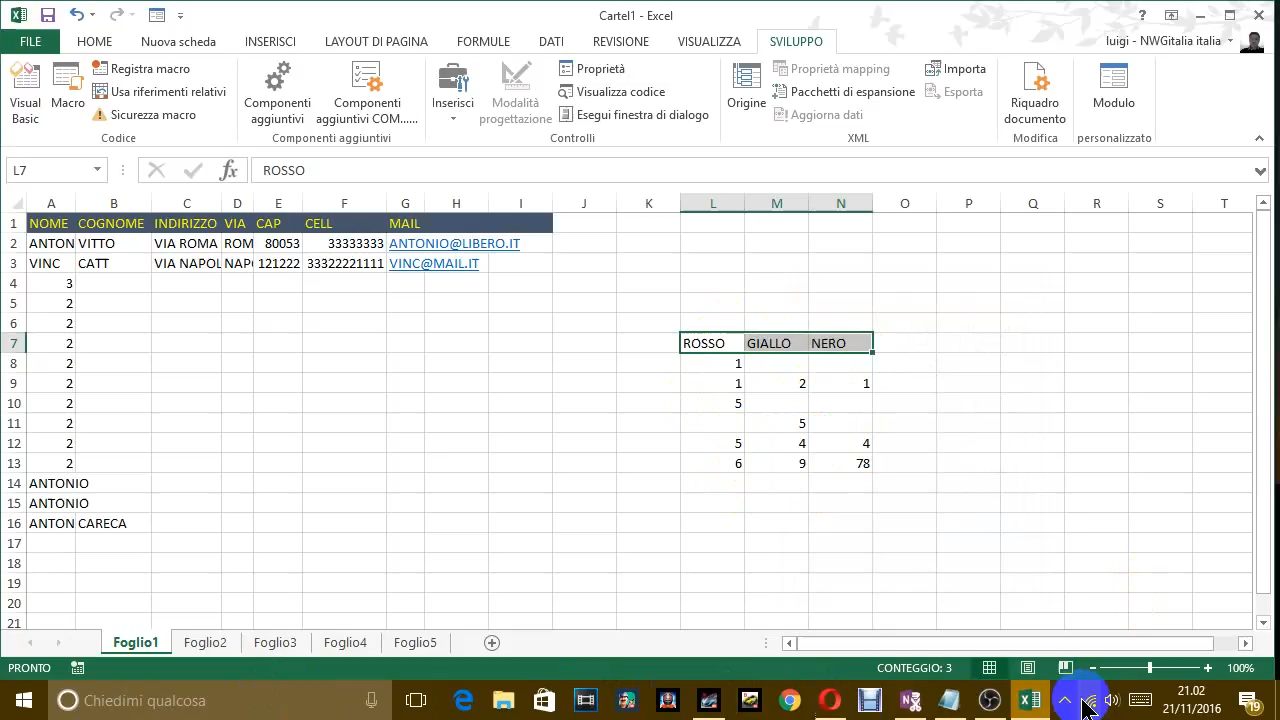 Cartel1 - Excel
FILE HOME Nuova scheda INSERISCI LAYOUT DI PAGINA FORMULE DATI REVISIONE VISUALIZZA SVILUPPO luigi - NWGitalia italia
Visual Basic
Macro
Registra macro
Usa riferimenti relativi
Sicurezza macro
Codice
Componenti aggiuntivi
Componenti aggiuntivi COM...
Componenti aggiuntivi
Inserisci
Modalità progettazione
Proprietà
Visualizza codice
Esegui finestra di dialogo
Controlli
Origine
Proprietà mapping
Pacchetti di espansione
Aggiorna dati
Importa
Esporta
XML
Riquadro documento
Modifica
Modulo
personalizzato
L7 fx ROSSO
A B C D E F G H I J K L M N O P Q R S T
1 NOME COGNOME INDIRIZZO VIA CAP CELL MAIL
2 ANTON VITTO VIA ROMA ROM 80053 33333333 ANTONIO@LIBERO.IT
3 VINC CATT VIA NAPOL NAP 121222 33322221111 VINC@MAIL.IT
4 3
5 2
6 2
7 2 ROSSO GIALLO NERO
8 2 1
9 2 1 2 1
10 2 5
11 2 5
12 2 5 4 4
13 2 6 9 78
14 ANTONIO
15 ANTONIO
16 ANTON CARECA
17
18
19
20
21
Foglio1 Foglio2 Foglio3 Foglio4 Foglio5
PRONTO CONTEGGIO: 3 100%
Chiedimi qualcosa 21.02
21/11/2016 19